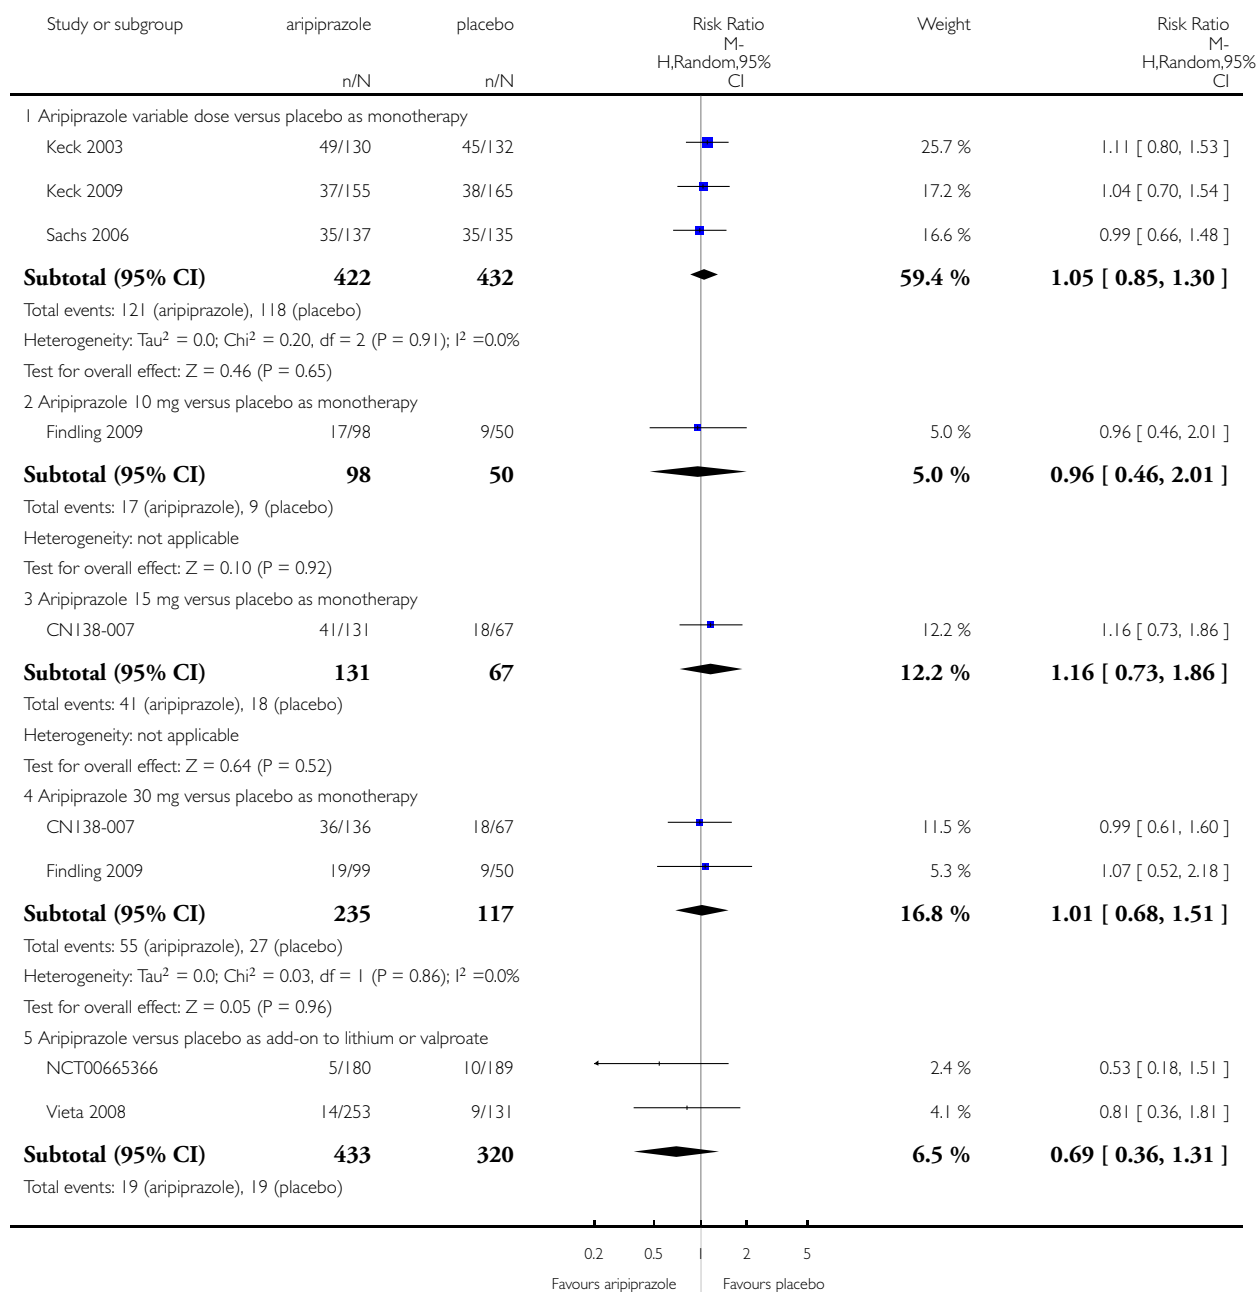 Study or subgroup aripiprazole placebo Risk Ratio Weight Risk Ratio
M-H,Random,95% CI M-H,Random,95% CI
n/N n/N
1 Aripiprazole variable dose versus placebo as monotherapy
Keck 2003 49/130 45/132 25.7 % 1.11 [ 0.80, 1.53 ]
Keck 2009 37/155 38/165 17.2 % 1.04 [ 0.70, 1.54 ]
Sachs 2006 35/137 35/135 16.6 % 0.99 [ 0.66, 1.48 ]
Subtotal (95% CI) 422 432 59.4 % 1.05 [ 0.85, 1.30 ]
Total events: 121 (aripiprazole), 118 (placebo)
Heterogeneity: Tau² = 0.0; Chi² = 0.20, df = 2 (P = 0.91); I² =0.0%
Test for overall effect: Z = 0.46 (P = 0.65)
2 Aripiprazole 10 mg versus placebo as monotherapy
Findling 2009 17/98 9/50 5.0 % 0.96 [ 0.46, 2.01 ]
Subtotal (95% CI) 98 50 5.0 % 0.96 [ 0.46, 2.01 ]
Total events: 17 (aripiprazole), 9 (placebo)
Heterogeneity: not applicable
Test for overall effect: Z = 0.10 (P = 0.92)
3 Aripiprazole 15 mg versus placebo as monotherapy
CN138-007 41/131 18/67 12.2 % 1.16 [ 0.73, 1.86 ]
Subtotal (95% CI) 131 67 12.2 % 1.16 [ 0.73, 1.86 ]
Total events: 41 (aripiprazole), 18 (placebo)
Heterogeneity: not applicable
Test for overall effect: Z = 0.64 (P = 0.52)
4 Aripiprazole 30 mg versus placebo as monotherapy
CN138-007 36/136 18/67 11.5 % 0.99 [ 0.61, 1.60 ]
Findling 2009 19/99 9/50 5.3 % 1.07 [ 0.52, 2.18 ]
Subtotal (95% CI) 235 117 16.8 % 1.01 [ 0.68, 1.51 ]
Total events: 55 (aripiprazole), 27 (placebo)
Heterogeneity: Tau² = 0.0; Chi² = 0.03, df = 1 (P = 0.86); I² =0.0%
Test for overall effect: Z = 0.05 (P = 0.96)
5 Aripiprazole versus placebo as add-on to lithium or valproate
NCT00665366 5/180 10/189 2.4 % 0.53 [ 0.18, 1.51 ]
Vieta 2008 14/253 9/131 4.1 % 0.81 [ 0.36, 1.81 ]
Subtotal (95% CI) 433 320 6.5 % 0.69 [ 0.36, 1.31 ]
Total events: 19 (aripiprazole), 19 (placebo)
0.2 0.5 1 2 5
Favours aripiprazole Favours placebo